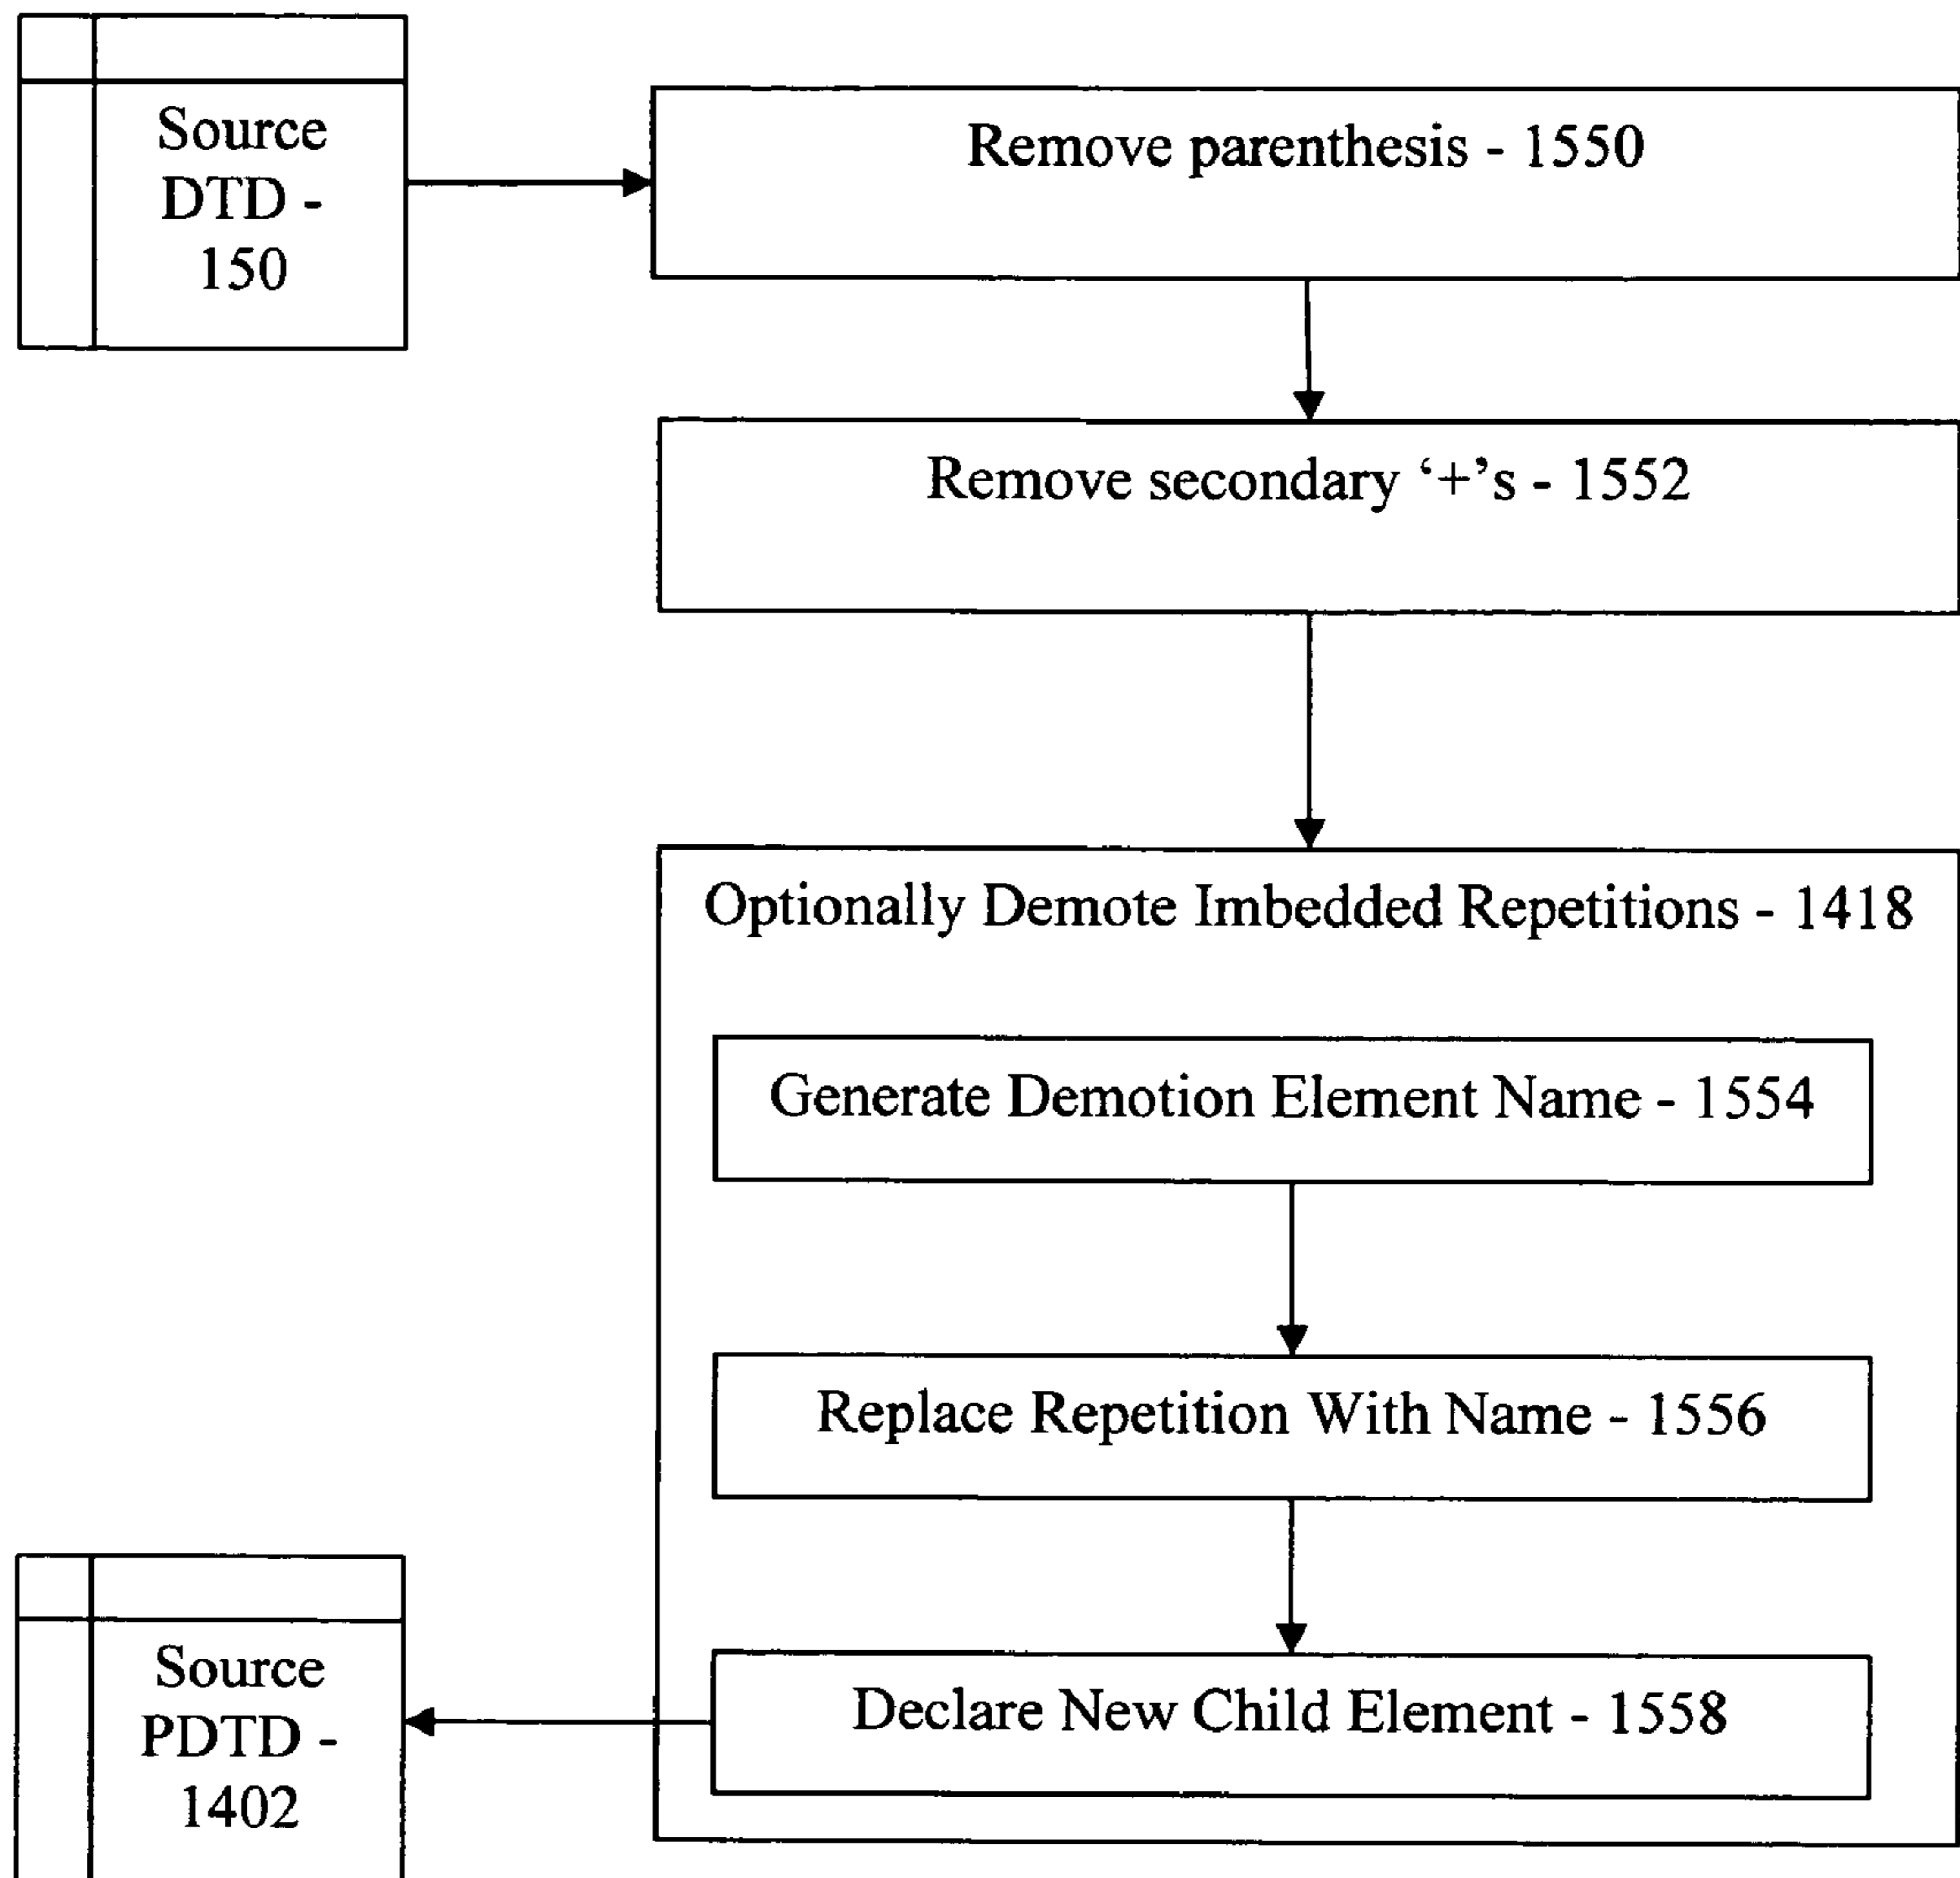 Source
DTD -
150
Remove parenthesis - 1550
Remove secondary ‘+’s - 1552
Optionally Demote Imbedded Repetitions - 1418
Generate Demotion Element Name - 1554
Replace Repetition With Name - 1556
Declare New Child Element - 1558
Source
PDTD -
1402